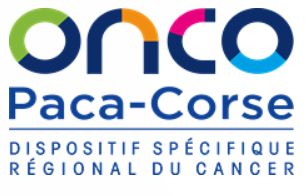 onco
Paca-Corse
DISPOSITIF SPÉCIFIQUE
RÉGIONAL DU CANCER